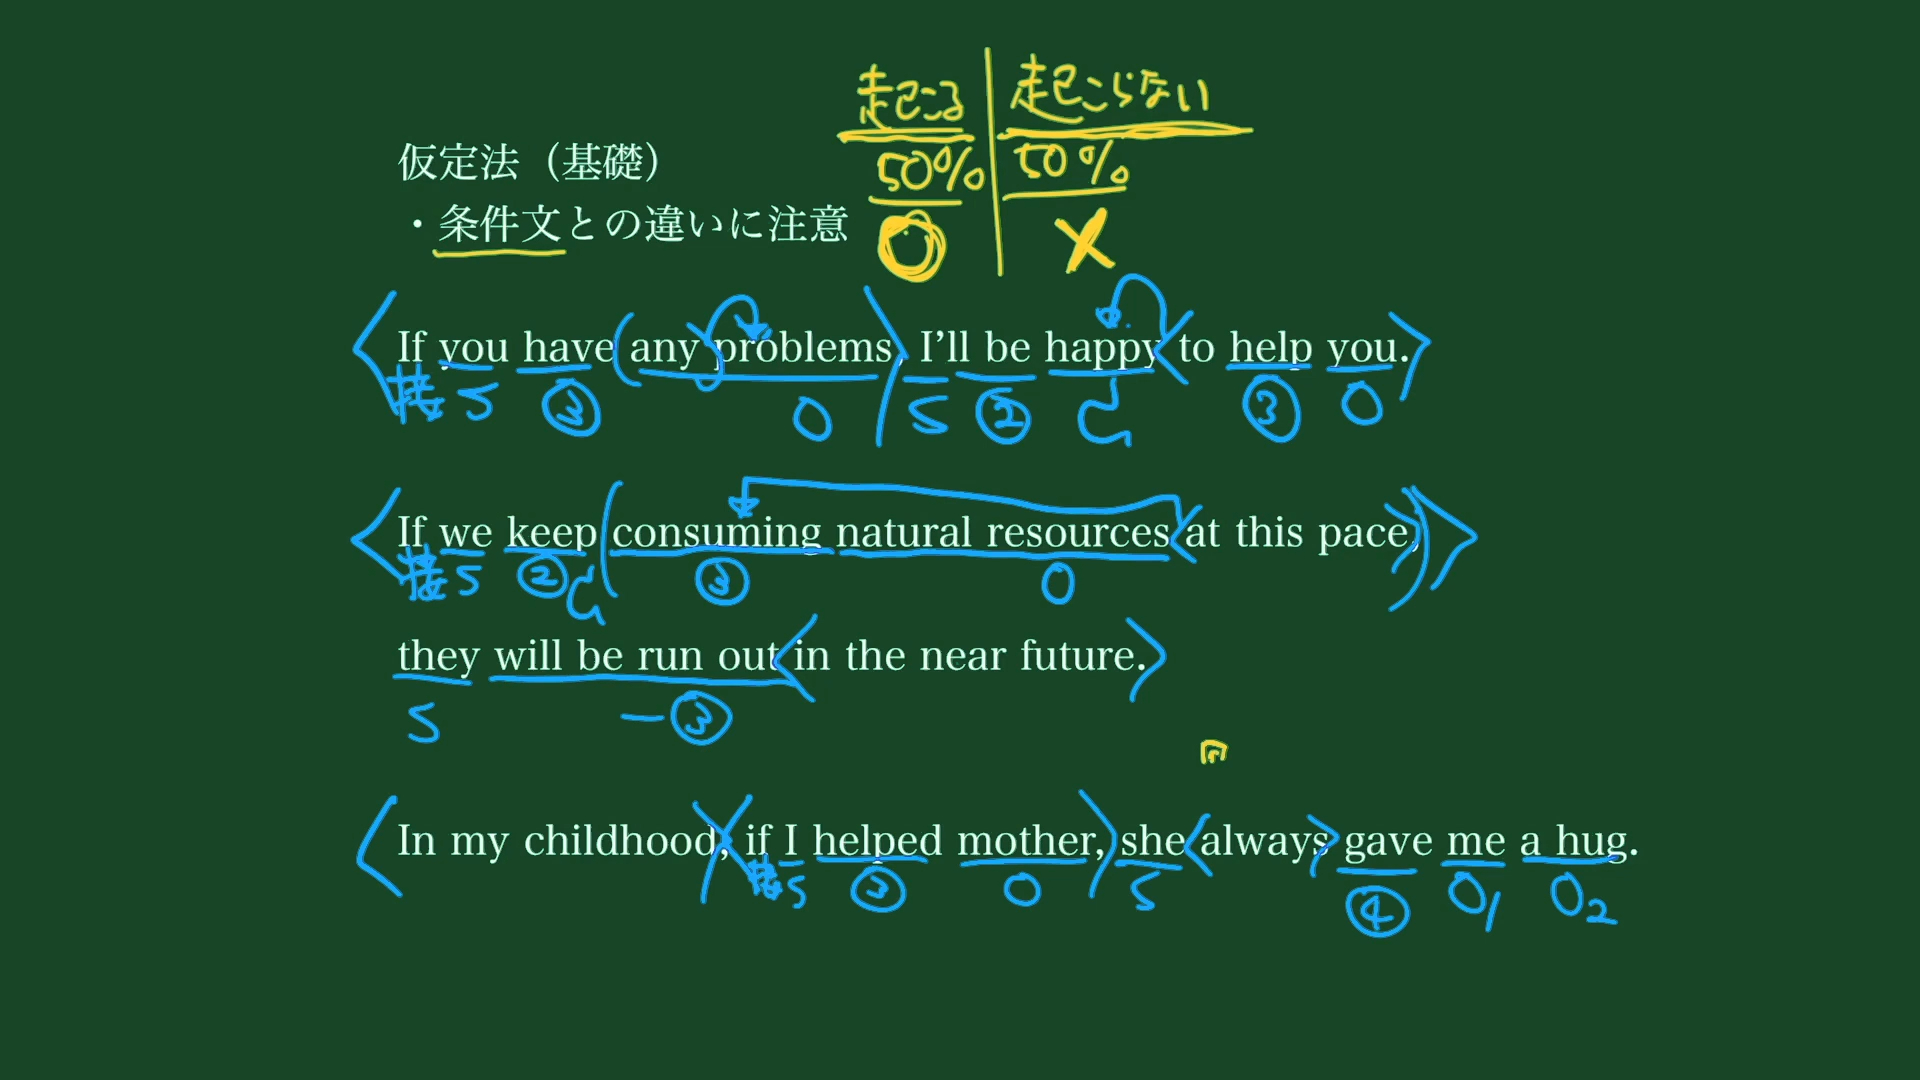 起こる 起こらない
仮定法（基礎）
50% 50%
・条件文との違いに注意
○ ×
If you have any problems, I'll be happy to help you.
接 S ③ O S ② C ③ O
If we keep consuming natural resources at this pace,
接 S ② C ③ O
they will be run out in the near future.
S -③
In my childhood, if I helped mother, she always gave me a hug.
接 S ③ O S ④ O1 O2